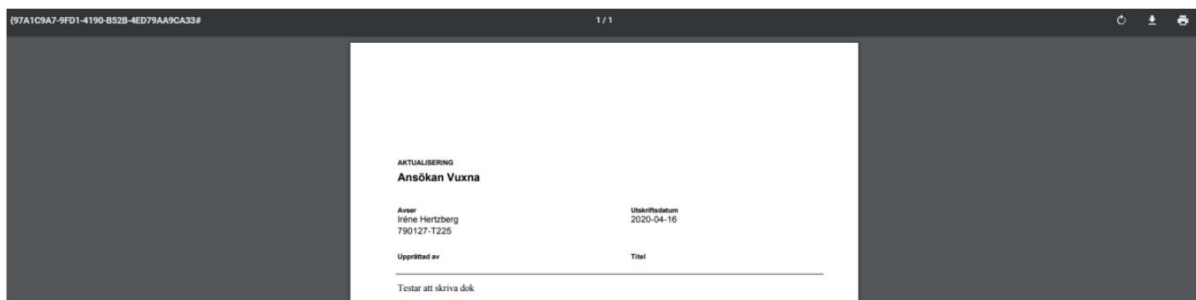 {97A1C9A7-9FD1-4190-B52B-4ED79AA9CA33#
1 / 1
AKTUALISERING
Ansökan Vuxna
Avser
Utskriftsdatum
Iréne Hertzberg
2020-04-16
790127-T225
Upprättad av
Titel
Testar att skriva dok